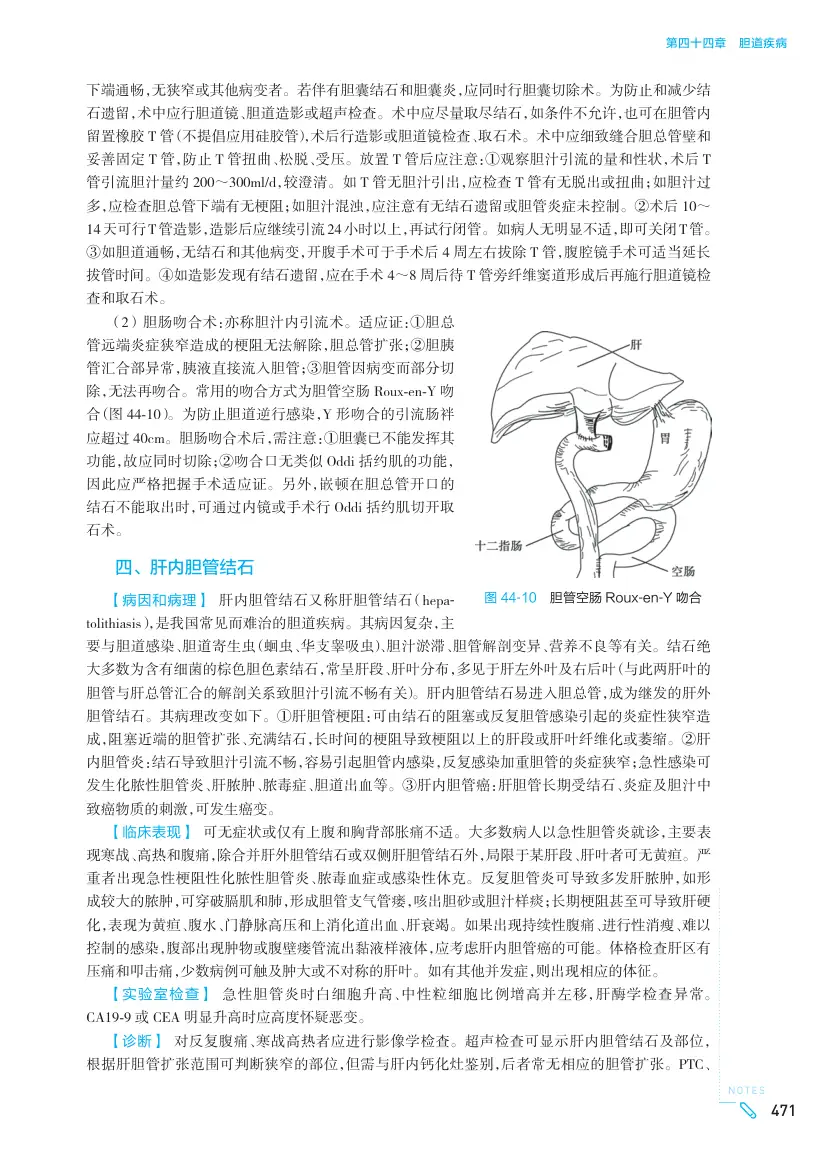 第四十四章 胆道疾病
下端通畅,无狭窄或其他病变者。若伴有胆囊结石和胆囊炎,应同时行胆囊切除术。为防止和减少结
石遗留,术中应行胆道镜、胆道造影或超声检查。术中应尽量取尽结石,如条件不允许,也可在胆管内
留置橡胶 T 管(不提倡应用硅胶管),术后行造影或胆道镜检查、取石术。术中应细致缝合胆总管壁和
妥善固定 T 管,防止 T 管扭曲、松脱、受压。放置 T 管后应注意:①观察胆汁引流的量和性状,术后 T
管引流胆汁量约 200～300ml/d,较澄清。如 T 管无胆汁引出,应检查 T 管有无脱出或扭曲;如胆汁过
多,应检查胆总管下端有无梗阻;如胆汁混浊,应注意有无结石遗留或胆管炎症未控制。②术后 10～
14 天可行T管造影,造影后应继续引流24 小时以上,再试行闭管。如病人无明显不适,即可关闭T管。
③如胆道通畅,无结石和其他病变,开腹手术可于手术后 4 周左右拔除 T 管,腹腔镜手术可适当延长
拔管时间。④如造影发现有结石遗留,应在手术 4～8 周后待 T 管旁纤维窦道形成后再施行胆道镜检
查和取石术。
(2)胆肠吻合术:亦称胆汁内引流术。适应证:①胆总
管远端炎症狭窄造成的梗阻无法解除,胆总管扩张;②胆胰
管汇合部异常,胰液直接流入胆管;③胆管因病变而部分切
除,无法再吻合。常用的吻合方式为胆管空肠 Roux-en-Y 吻
合(图 44-10)。为防止胆道逆行感染,Y 形吻合的引流肠袢
应超过 40cm。胆肠吻合术后,需注意:①胆囊已不能发挥其
功能,故应同时切除;②吻合口无类似 Oddi 括约肌的功能,
因此应严格把握手术适应证。另外,嵌顿在胆总管开口的
结石不能取出时,可通过内镜或手术行 Oddi 括约肌切开取
石术。
肝
胃
十二指肠
空肠
图 44-10 胆管空肠 Roux-en-Y 吻合
四、肝内胆管结石
【病因和病理】 肝内胆管结石又称肝胆管结石(hepa-
tolithiasis),是我国常见而难治的胆道疾病。其病因复杂,主
要与胆道感染、胆道寄生虫(蛔虫、华支睾吸虫)、胆汁淤滞、胆管解剖变异、营养不良等有关。结石绝
大多数为含有细菌的棕色胆色素结石,常呈肝段、肝叶分布,多见于肝左外叶及右后叶(与此两肝叶的
胆管与肝总管汇合的解剖关系致胆汁引流不畅有关)。肝内胆管结石易进入胆总管,成为继发的肝外
胆管结石。其病理改变如下。①肝胆管梗阻:可由结石的阻塞或反复胆管感染引起的炎症性狭窄造
成,阻塞近端的胆管扩张、充满结石,长时间的梗阻导致梗阻以上的肝段或肝叶纤维化或萎缩。②肝
内胆管炎:结石导致胆汁引流不畅,容易引起胆管内感染,反复感染加重胆管的炎症狭窄;急性感染可
发生化脓性胆管炎、肝脓肿、脓毒症、胆道出血等。③肝内胆管癌:肝胆管长期受结石、炎症及胆汁中
致癌物质的刺激,可发生癌变。
【临床表现】 可无症状或仅有上腹和胸背部胀痛不适。大多数病人以急性胆管炎就诊,主要表
现寒战、高热和腹痛,除合并肝外胆管结石或双侧肝胆管结石外,局限于某肝段、肝叶者可无黄疸。严
重者出现急性梗阻性化脓性胆管炎、脓毒血症或感染性休克。反复胆管炎可导致多发肝脓肿,如形
成较大的脓肿,可穿破膈肌和肺,形成胆管支气管瘘,咳出胆砂或胆汁样痰;长期梗阻甚至可导致肝硬
化,表现为黄疸、腹水、门静脉高压和上消化道出血、肝衰竭。如果出现持续性腹痛、进行性消瘦、难以
控制的感染,腹部出现肿物或腹壁瘘管流出黏液样液体,应考虑肝内胆管癌的可能。体格检查肝区有
压痛和叩击痛,少数病例可触及肿大或不对称的肝叶。如有其他并发症,则出现相应的体征。
【实验室检查】 急性胆管炎时白细胞升高、中性粒细胞比例增高并左移,肝酶学检查异常。
CA19-9 或 CEA 明显升高时应高度怀疑恶变。
【诊断】 对反复腹痛、寒战高热者应进行影像学检查。超声检查可显示肝内胆管结石及部位,
根据肝胆管扩张范围可判断狭窄的部位,但需与肝内钙化灶鉴别,后者常无相应的胆管扩张。PTC、
NOTES
471